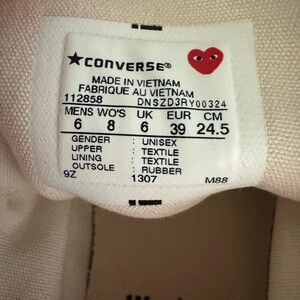 ★CONVERSE®
MADE IN VIETNAM
FABRIQUE AU VIETNAM
112858 DNSZD3RY00324
MENS WO'S UK EUR CM
6 8 6 39 24.5
GENDER : UNISEX
UPPER : TEXTILE
LINING : TEXTILE
OUTSOLE : RUBBER
9Z 1307 M88